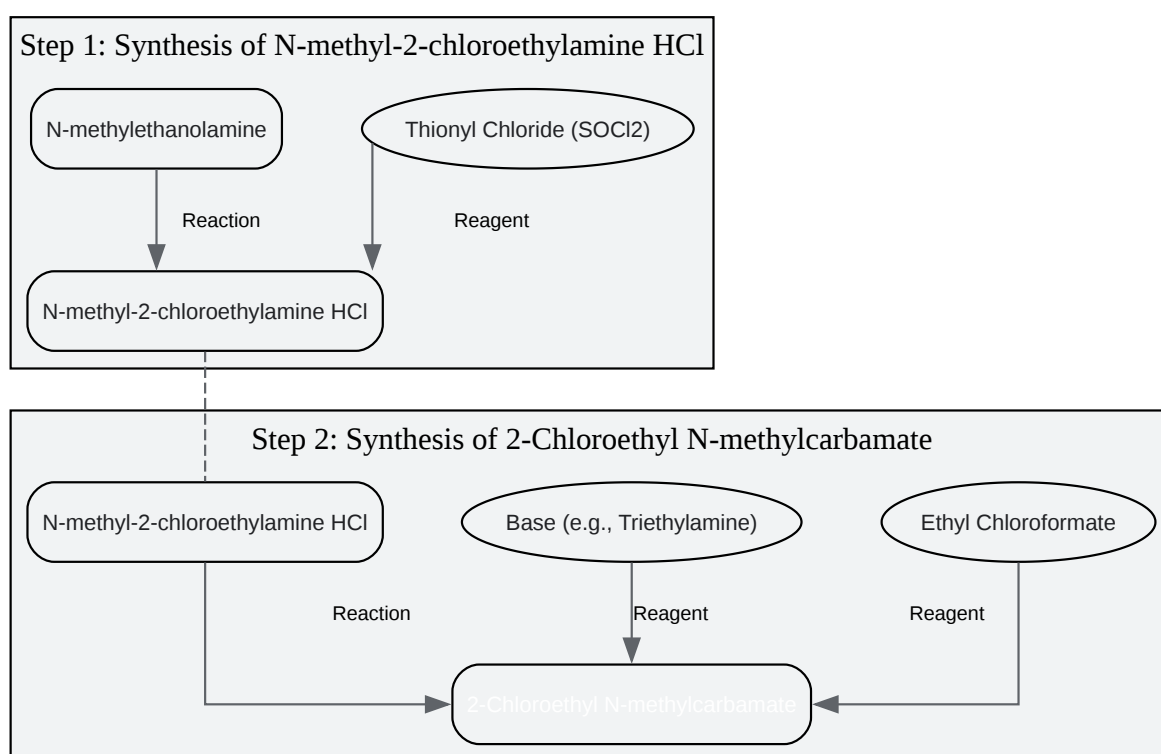 Step 1: Synthesis of N-methyl-2-chloroethylamine HCl
N-methylethanolamine
Thionyl Chloride (SOCl2)
Reaction
Reagent
N-methyl-2-chloroethylamine HCl
Step 2: Synthesis of 2-Chloroethyl N-methylcarbamate
N-methyl-2-chloroethylamine HCl
Base (e.g., Triethylamine)
Ethyl Chloroformate
Reaction
Reagent
Reagent
2-Chloroethyl N-methylcarbamate